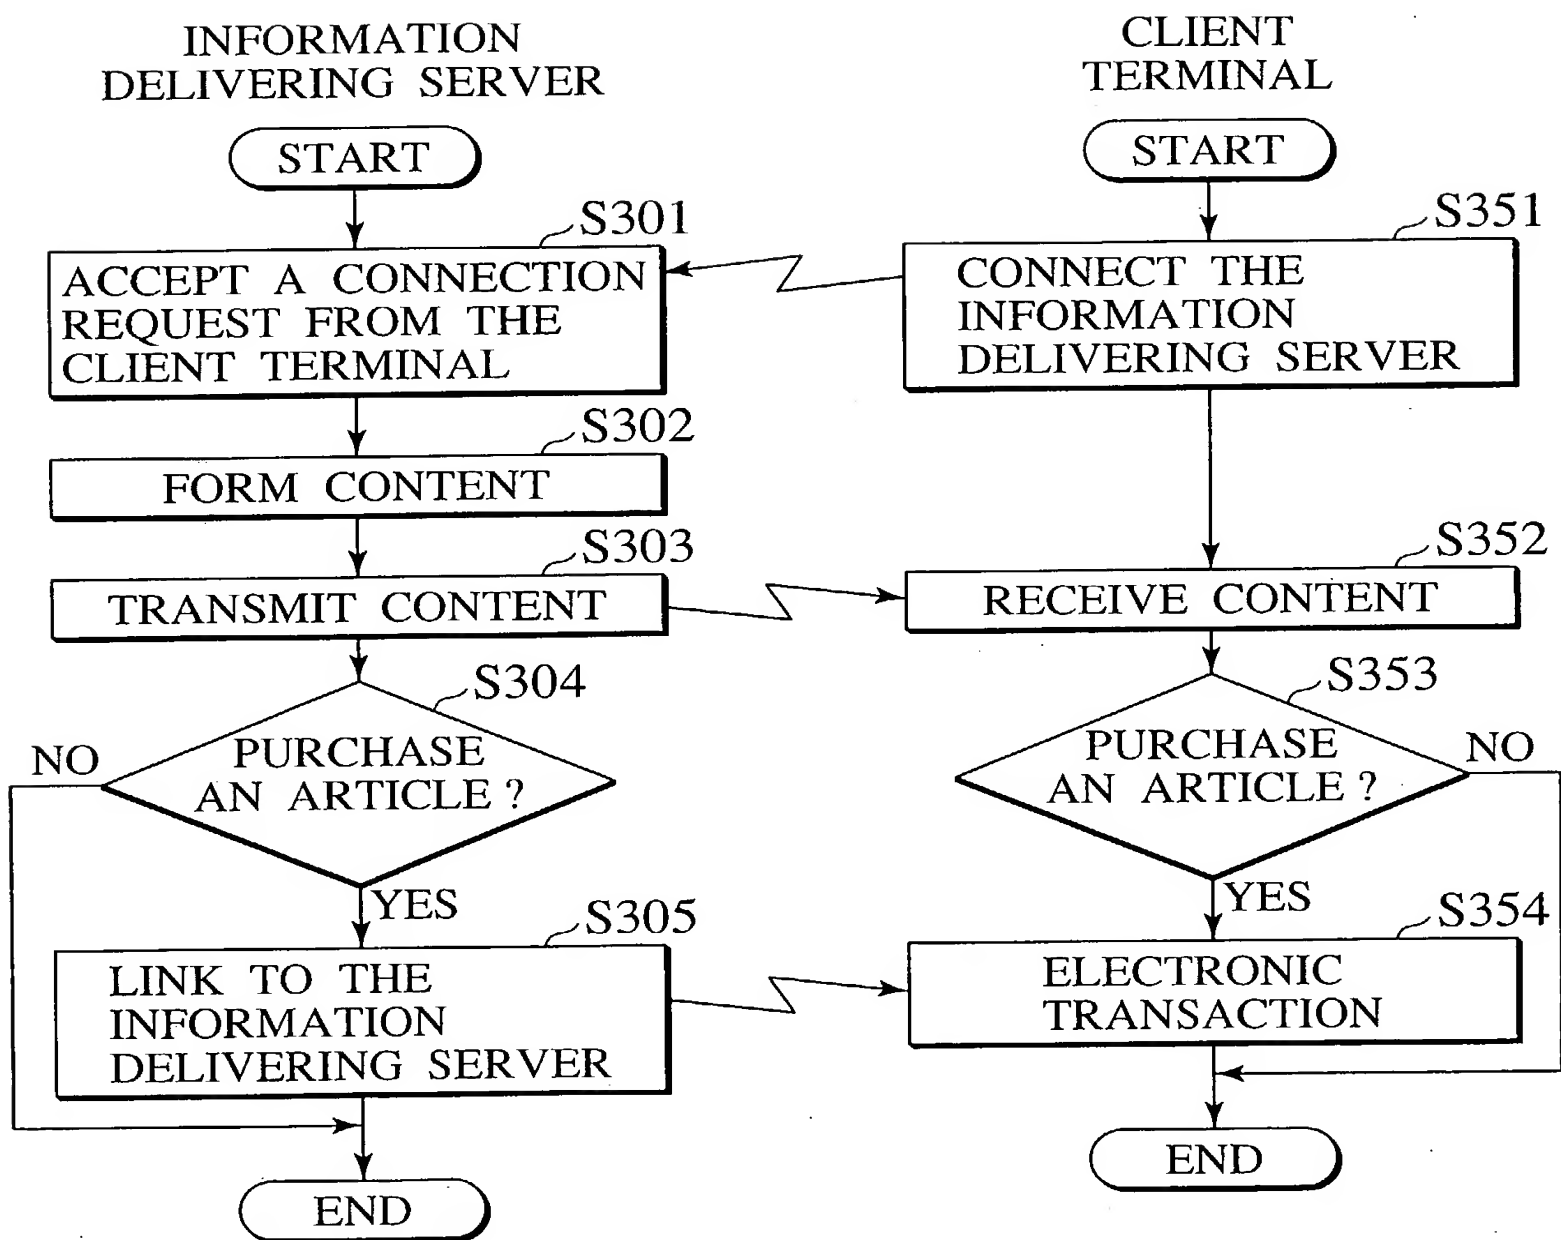 INFORMATION
DELIVERING SERVER
START
S301
ACCEPT A CONNECTION
REQUEST FROM THE
CLIENT TERMINAL
S302
FORM CONTENT
S303
TRANSMIT CONTENT
S304
PURCHASE
AN ARTICLE?
NO
YES
S305
LINK TO THE
INFORMATION
DELIVERING SERVER
END
CLIENT
TERMINAL
START
S351
CONNECT THE
INFORMATION
DELIVERING SERVER
S352
RECEIVE CONTENT
S353
PURCHASE
AN ARTICLE?
NO
YES
S354
ELECTRONIC
TRANSACTION
END